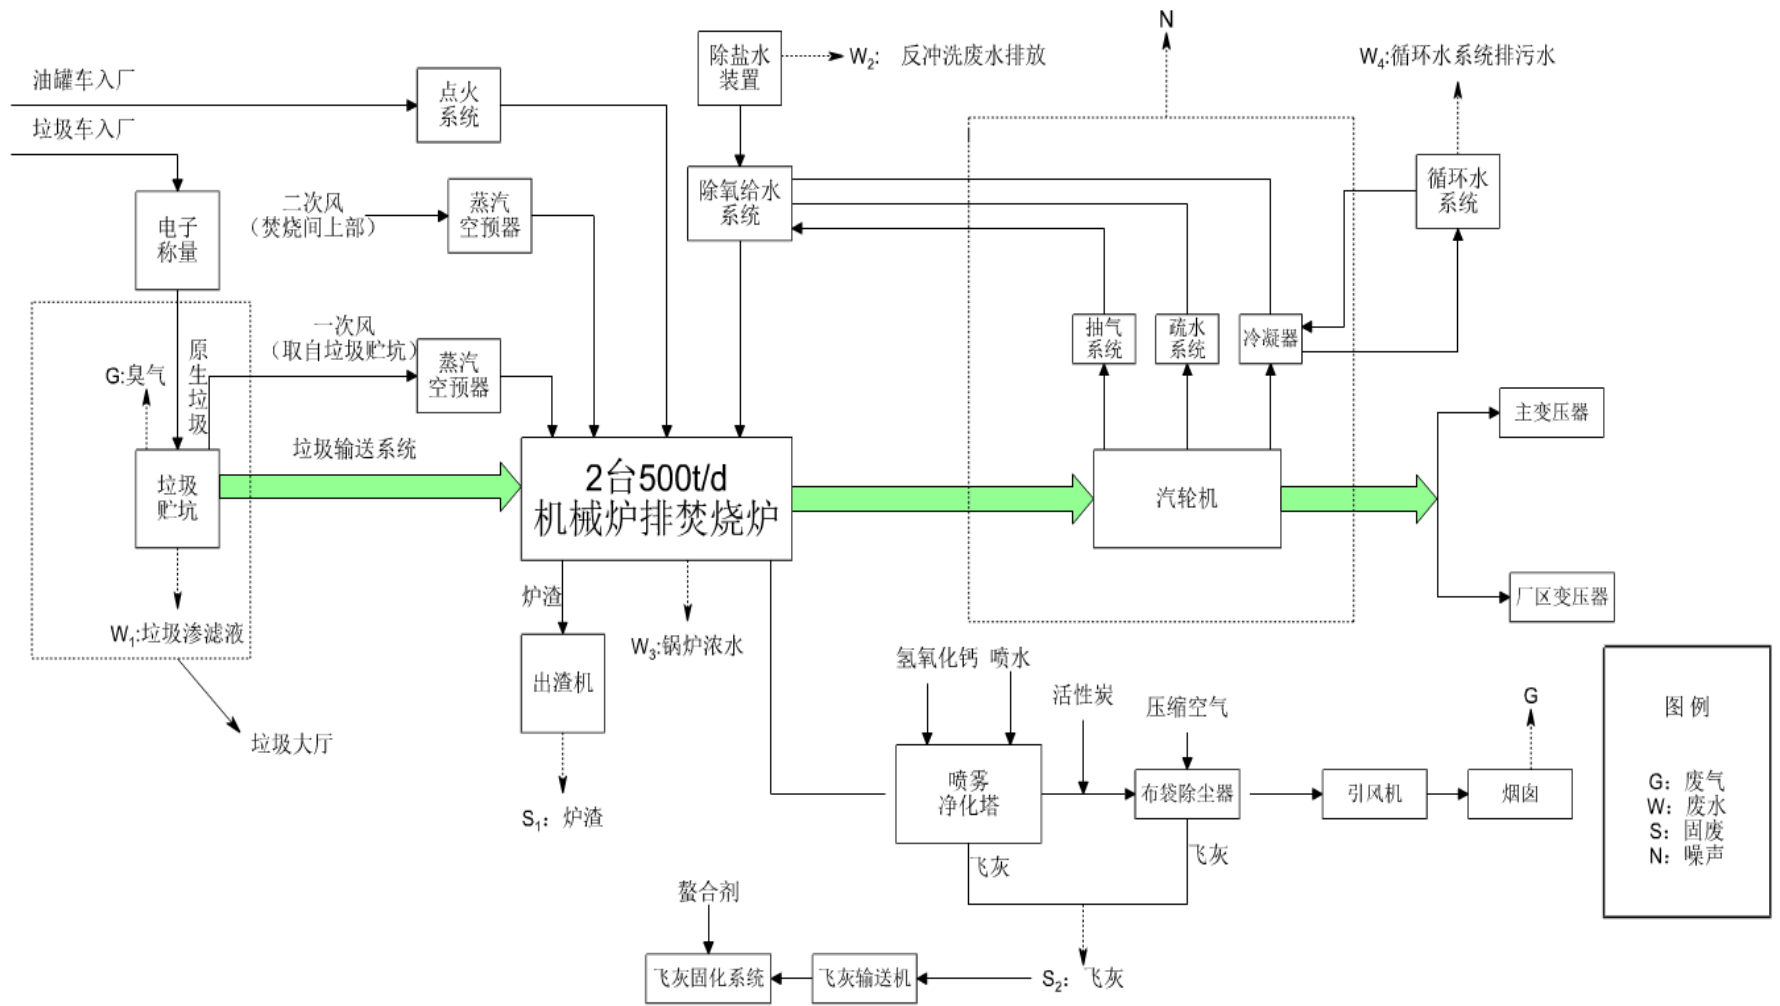 油罐车入厂
垃圾车入厂
点火
系统
除盐水
装置
W2: 反冲洗废水排放
N
W4:循环水系统排污水
电子
称量
二次风
（焚烧间上部）
蒸汽
空预器
除氧给水
系统
循环水
系统
一次风
（取自垃圾贮坑）
蒸汽
空预器
抽气
系统
疏水
系统
冷凝器
原生垃圾
G:臭气
垃圾
贮坑
垃圾输送系统
2台500t/d
机械炉排焚烧炉
汽轮机
主变压器
厂区变压器
W1:垃圾渗滤液
垃圾大厅
炉渣
出渣机
S1: 炉渣
W3:锅炉浓水
氢氧化钙 喷水
活性炭
压缩空气
喷雾
净化塔
布袋除尘器
引风机
烟囱
G
飞灰
飞灰
螯合剂
飞灰固化系统
飞灰输送机
S2: 飞灰
图例
G: 废气
W: 废水
S: 固废
N: 噪声